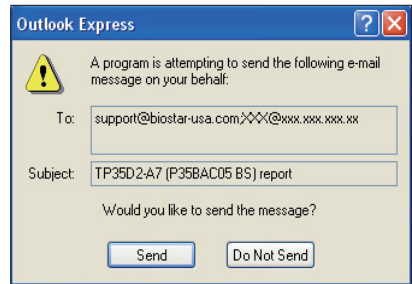 Outlook Express
A program is attempting to send the following e-mail
message on your behalf:
To: support@biostar-usa.com;XXX@xxx.xxx.xxx.xx
Subject: TP35D2-A7 (P35BAC05 BS) report
Would you like to send the message?
Send Do Not Send